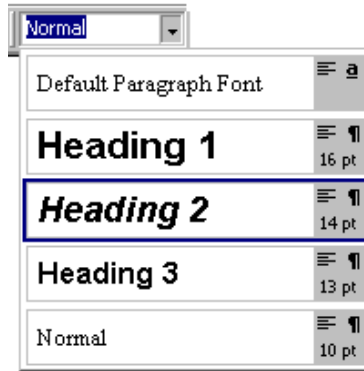 Normal
Default Paragraph Font
a
Heading 1
¶
16 pt
Heading 2
¶
14 pt
Heading 3
¶
13 pt
Normal
¶
10 pt